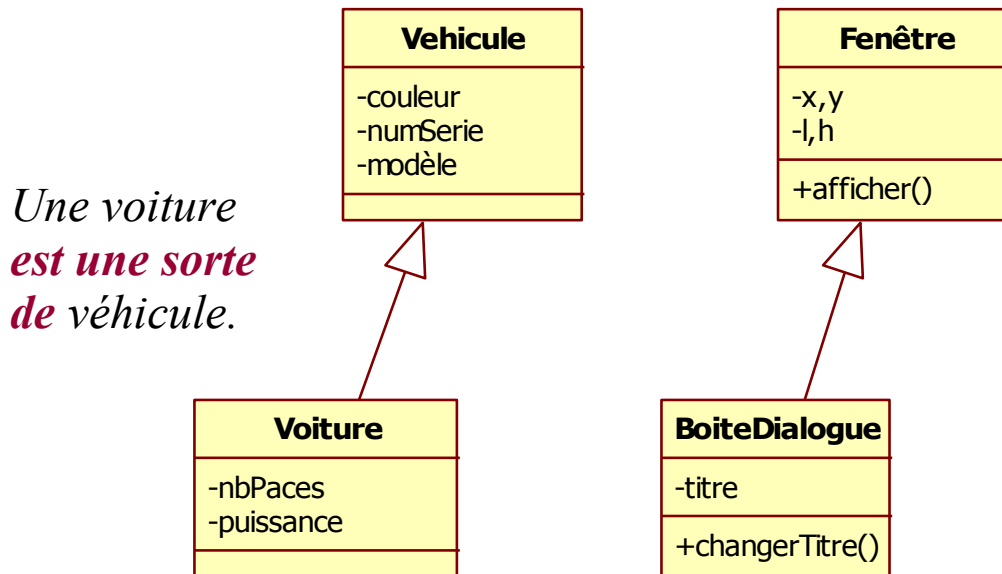 Vehicule
-couleur
-numSerie
-modèle
Fenêtre
-x,y
-l,h
+afficher()
Une voiture
est une sorte
de véhicule.
Voiture
-nbPaces
-puissance
BoiteDialogue
-titre
+changerTitre()